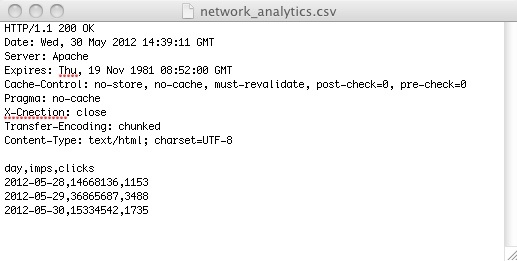 network_analytics.csv
HTTP/1.1 200 OK
Date: Wed, 30 May 2012 14:39:11 GMT
Server: Apache
Expires: Thu, 19 Nov 1981 08:52:00 GMT
Cache-Control: no-store, no-cache, must-revalidate, post-check=0, pre-check=0
Pragma: no-cache
X-Cnection: close
Transfer-Encoding: chunked
Content-Type: text/html; charset=UTF-8
day,imps,clicks
2012-05-28,14668136,1153
2012-05-29,36865687,3488
2012-05-30,15334542,1735